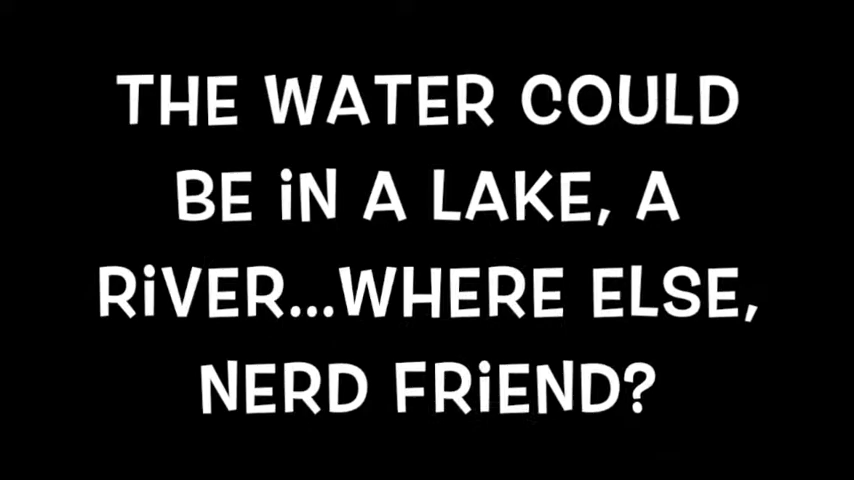 THE WATER COULD
BE IN A LAKE, A
RIVER...WHERE ELSE,
NERD FRIEND?